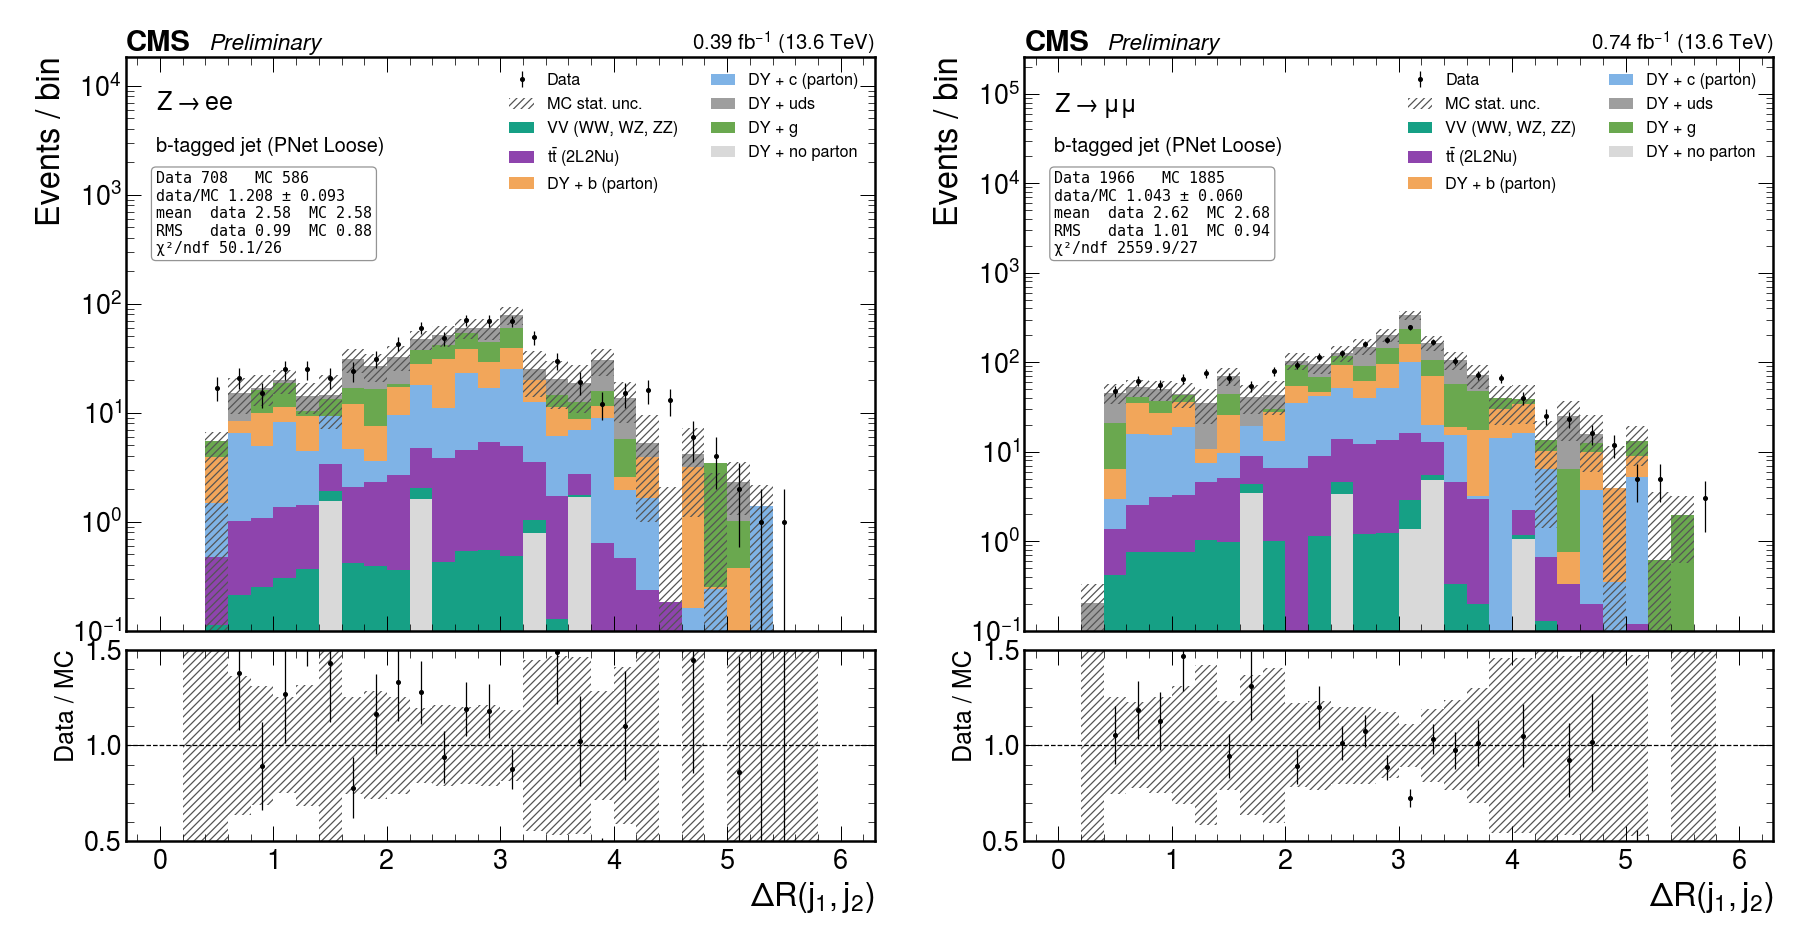 CMS Preliminary 0.39 fb⁻¹ (13.6 TeV)
Events / bin
Z → ee
b-tagged jet (PNet Loose)
Data 708 MC 586
data/MC 1.208 ± 0.093
mean data 2.58 MC 2.58
RMS data 0.99 MC 0.88
χ²/ndf 50.1/26
Data
MC stat. unc.
VV (WW, WZ, ZZ)
tt̄ (2L2Nu)
DY + b (parton)
DY + c (parton)
DY + uds
DY + g
DY + no parton
10⁴
10³
10²
10¹
10⁰
10⁻¹
Data / MC
1.5
1.0
0.5
0 1 2 3 4 5 6
ΔR(j₁, j₂)
CMS Preliminary 0.74 fb⁻¹ (13.6 TeV)
Events / bin
Z → μμ
b-tagged jet (PNet Loose)
Data 1966 MC 1885
data/MC 1.043 ± 0.060
mean data 2.62 MC 2.68
RMS data 1.01 MC 0.94
χ²/ndf 2559.9/27
Data
MC stat. unc.
VV (WW, WZ, ZZ)
tt̄ (2L2Nu)
DY + b (parton)
DY + c (parton)
DY + uds
DY + g
DY + no parton
10⁵
10⁴
10³
10²
10¹
10⁰
10⁻¹
Data / MC
1.5
1.0
0.5
0 1 2 3 4 5 6
ΔR(j₁, j₂)